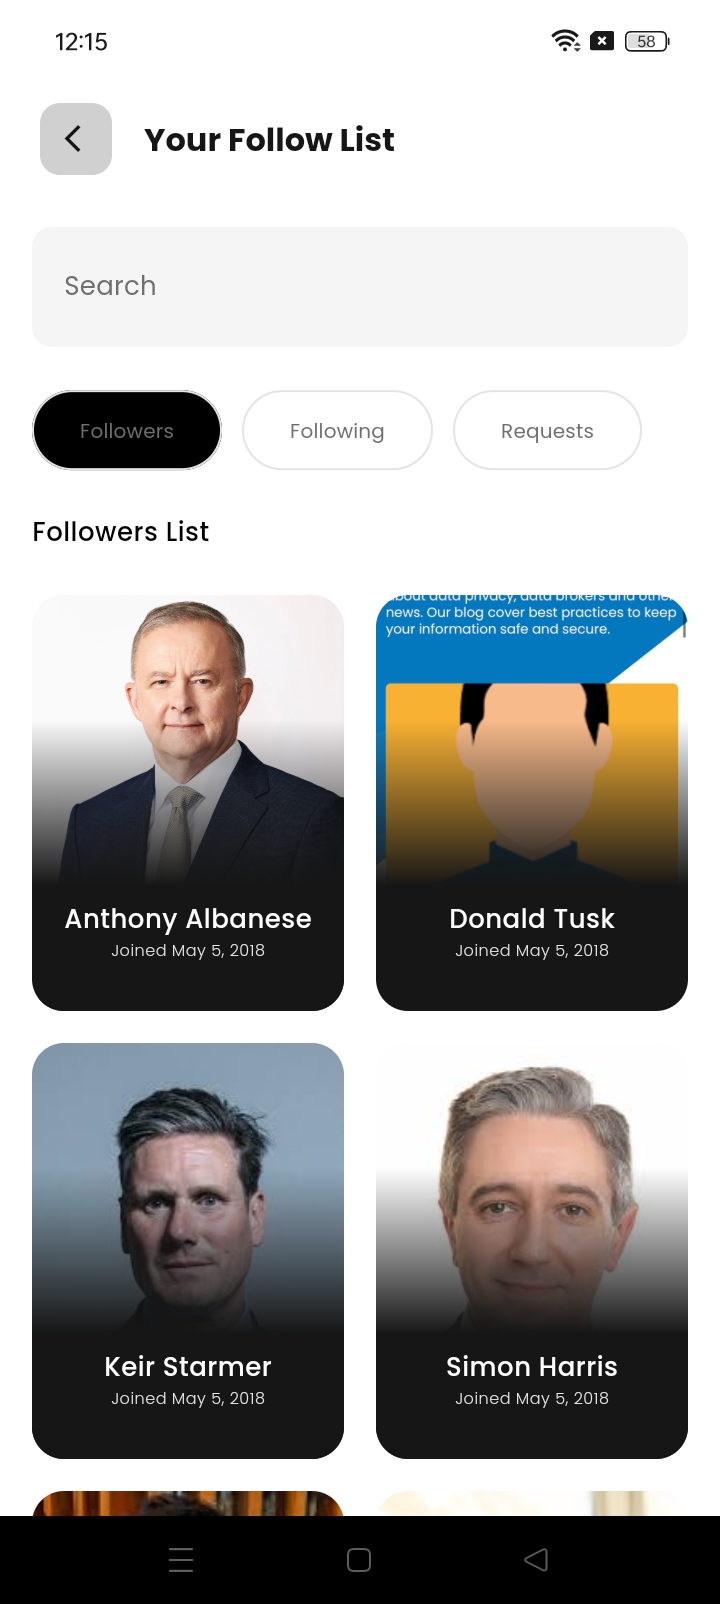 12:15
58
Your Follow List
Search
Followers
Following
Requests
Followers List
about data privacy, data brokers and other
news. Our blog cover best practices to keep
your information safe and secure.
Anthony Albanese
Joined May 5, 2018
Donald Tusk
Joined May 5, 2018
Keir Starmer
Joined May 5, 2018
Simon Harris
Joined May 5, 2018